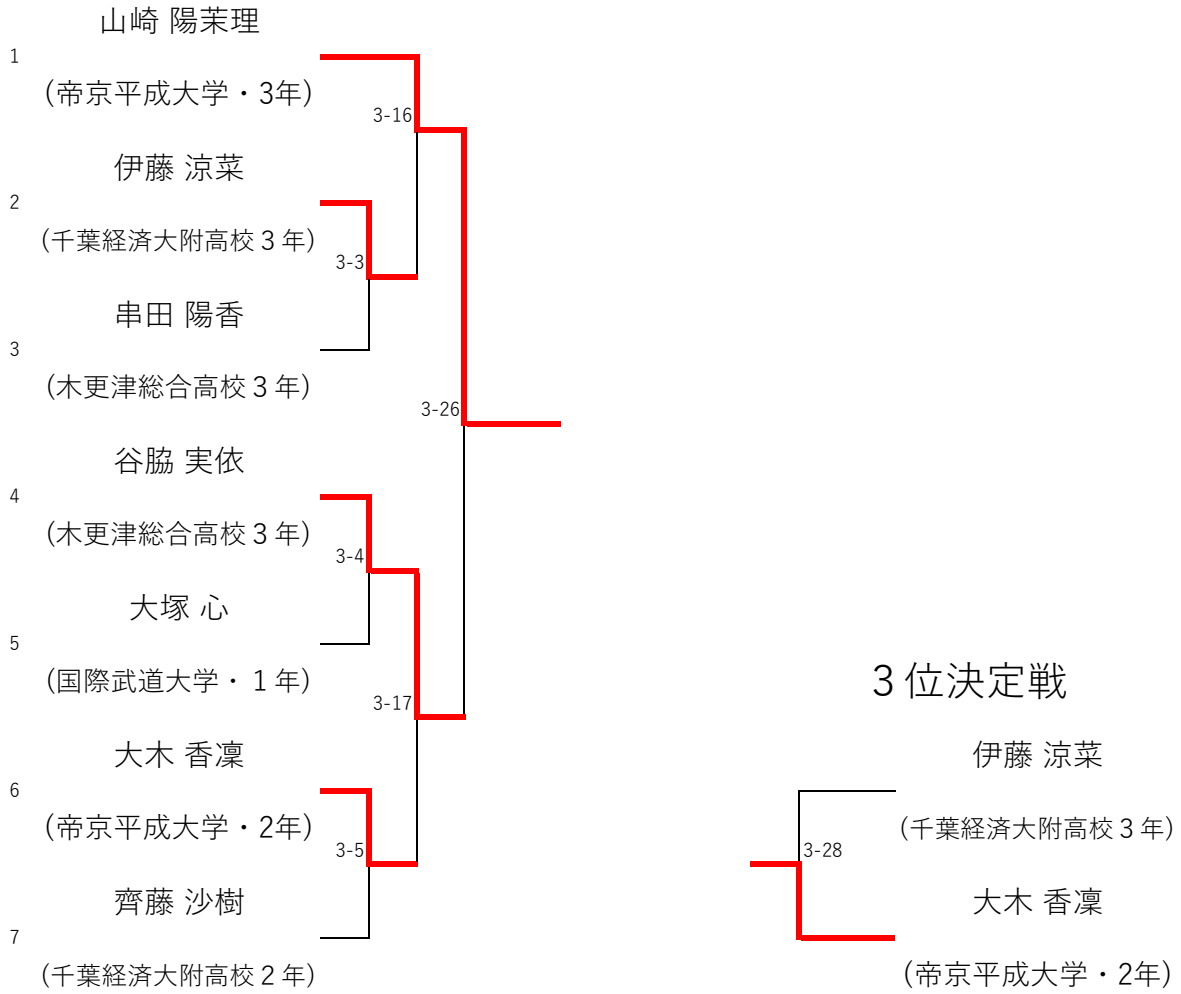 山崎 陽茉理
1
(帝京平成大学・3年)
3-16
伊藤 涼菜
2
(千葉経済大附高校３年)
3-3
串田 陽香
3
(木更津総合高校３年)
3-26
谷脇 実依
4
(木更津総合高校３年)
3-4
大塚 心
5
(国際武道大学・１年)
3-17
大木 香凜
6
(帝京平成大学・2年)
3-5
齊藤 沙樹
7
(千葉経済大附高校２年)
３位決定戦
伊藤 涼菜
(千葉経済大附高校３年)
3-28
大木 香凜
(帝京平成大学・2年)